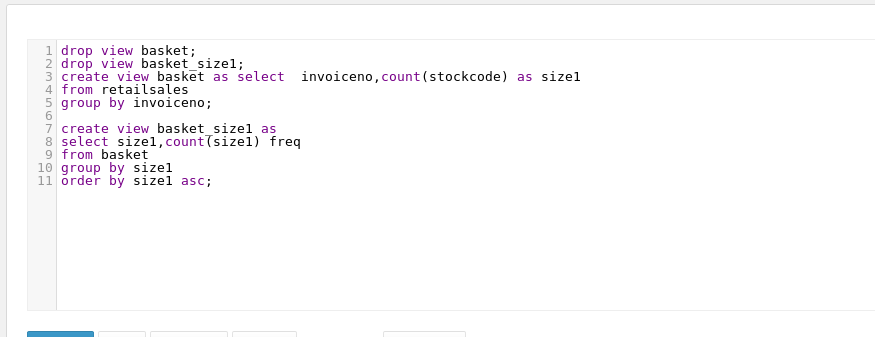 1 drop view basket;
2 drop view basket_size1;
3 create view basket as select  invoiceno,count(stockcode) as size1
4 from retailsales
5 group by invoiceno;
6
7 create view basket_size1 as
8 select size1,count(size1) freq
9 from basket
10 group by size1
11 order by size1 asc;